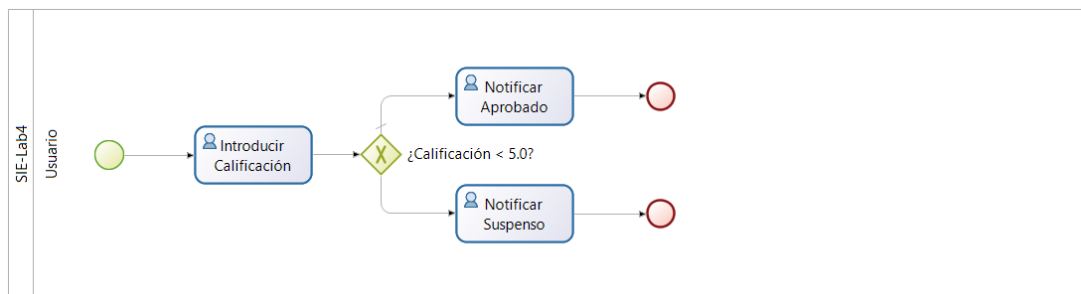 SIE-Lab4
Usuario
Introducir
Calificación
¿Calificación < 5.0?
Notificar
Aprobado
Notificar
Suspenso